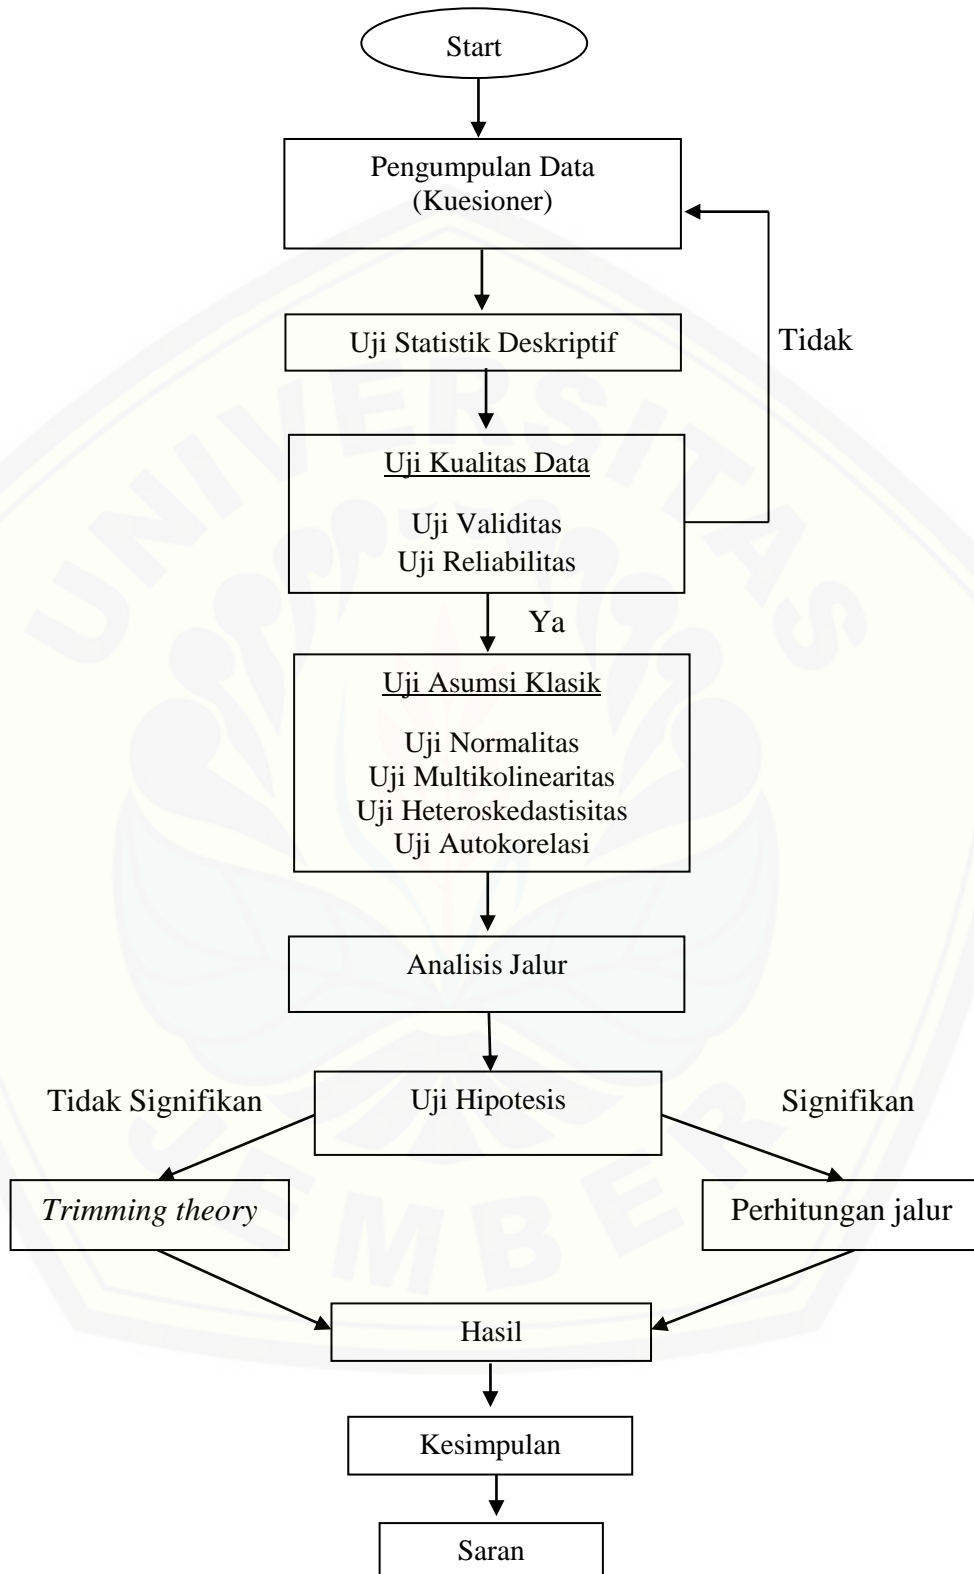 Start
Pengumpulan Data
(Kuesioner)
Uji Statistik Deskriptif
Tidak
Uji Kualitas Data
Uji Validitas
Uji Reliabilitas
Ya
Uji Asumsi Klasik
Uji Normalitas
Uji Multikolinearitas
Uji Heteroskedastisitas
Uji Autokorelasi
Analisis Jalur
Tidak Signifikan
Uji Hipotesis
Signifikan
Trimming theory
Perhitungan jalur
Hasil
Kesimpulan
Saran
UNIVERSITAS
JEMBER